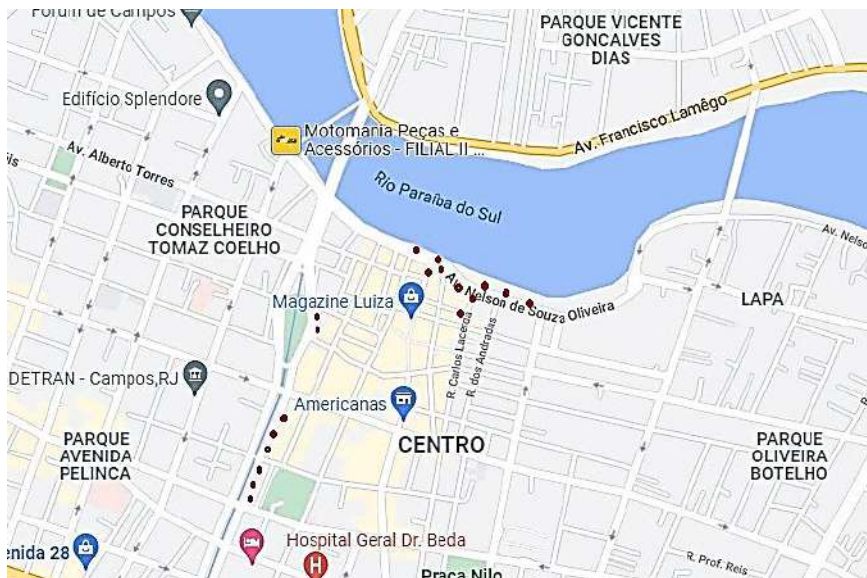 Fórum de Campos
PARQUE VICENTE
GONCALVES
DIAS
Edifício Splendore
Av. Francisco Lamêgo
Motomania Peças e
Acessórios - FILIAL II ...
Av. Alberto Torres
Rio Paraíba do Sul
PARQUE
CONSELHEIRO
TOMAZ COELHO
Av. Nelso
Av. Nelson de Souza Oliveira
Magazine Luiza
LAPA
R. Carlos Lacerda
R. dos Andradas
DETRAN - Campos,RJ
Americanas
CENTRO
PARQUE
AVENIDA
PELINCA
PARQUE
OLIVEIRA
BOTELHO
enida 28
Hospital Geral Dr. Beda
H
R. Prof. Reis
Praça Nilo